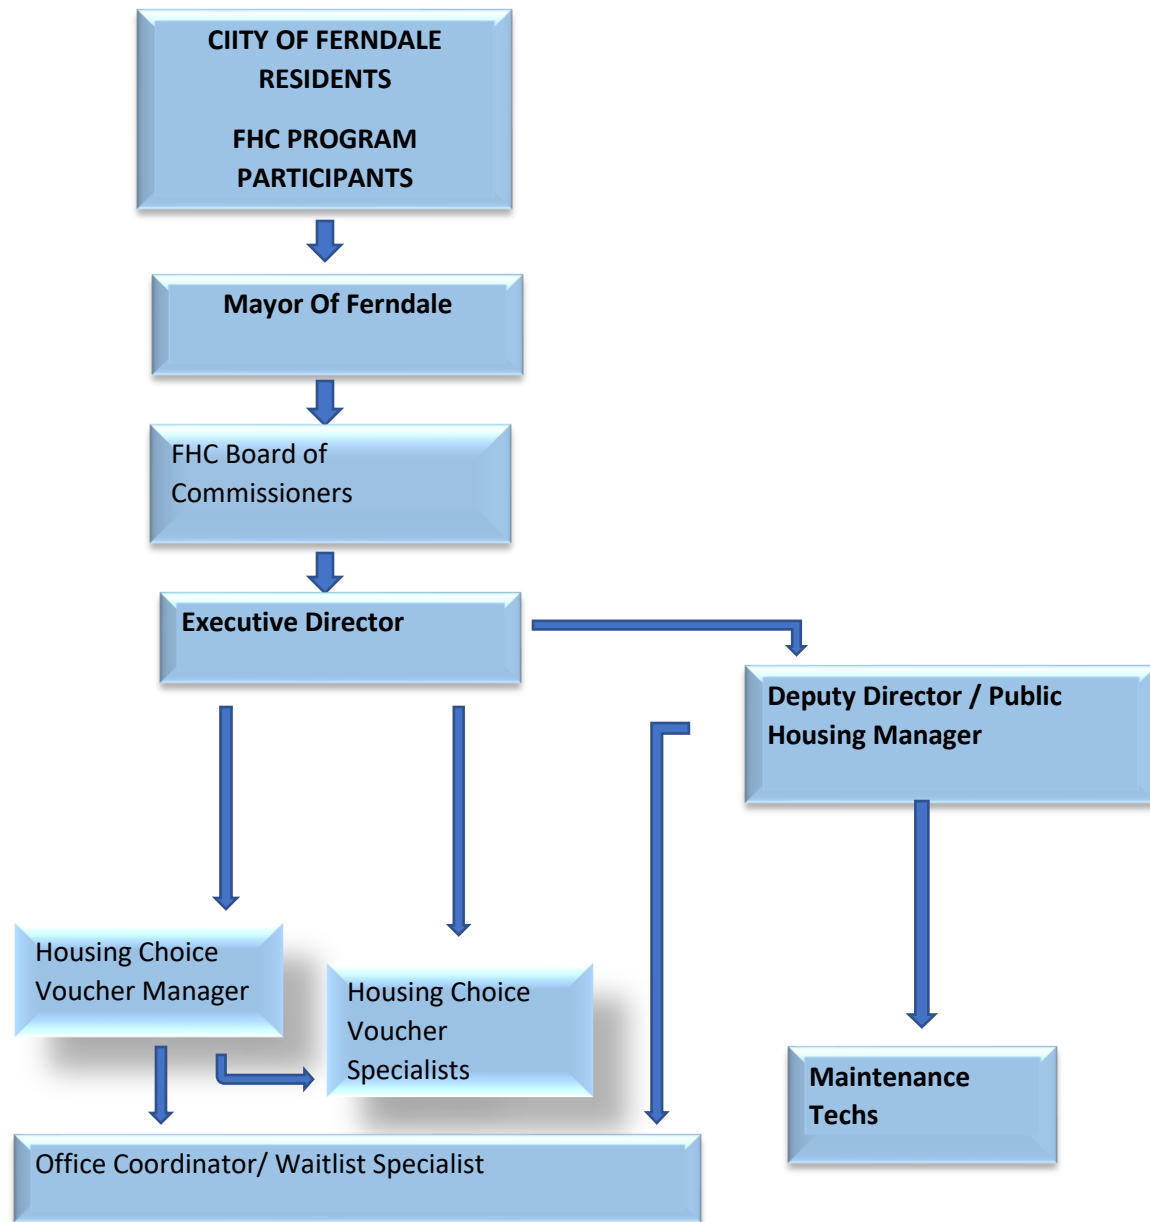 CIITY OF FERNDALE
RESIDENTS
FHC PROGRAM
PARTICIPANTS
Mayor Of Ferndale
FHC Board of
Commissioners
Executive Director
Deputy Director / Public
Housing Manager
Housing Choice
Voucher Manager
Housing Choice
Voucher
Specialists
Maintenance
Techs
Office Coordinator/ Waitlist Specialist